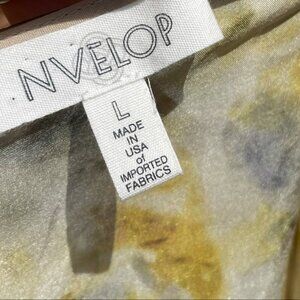 NVELOP
L
MADE
IN
USA
of
IMPORTED
FABRICS